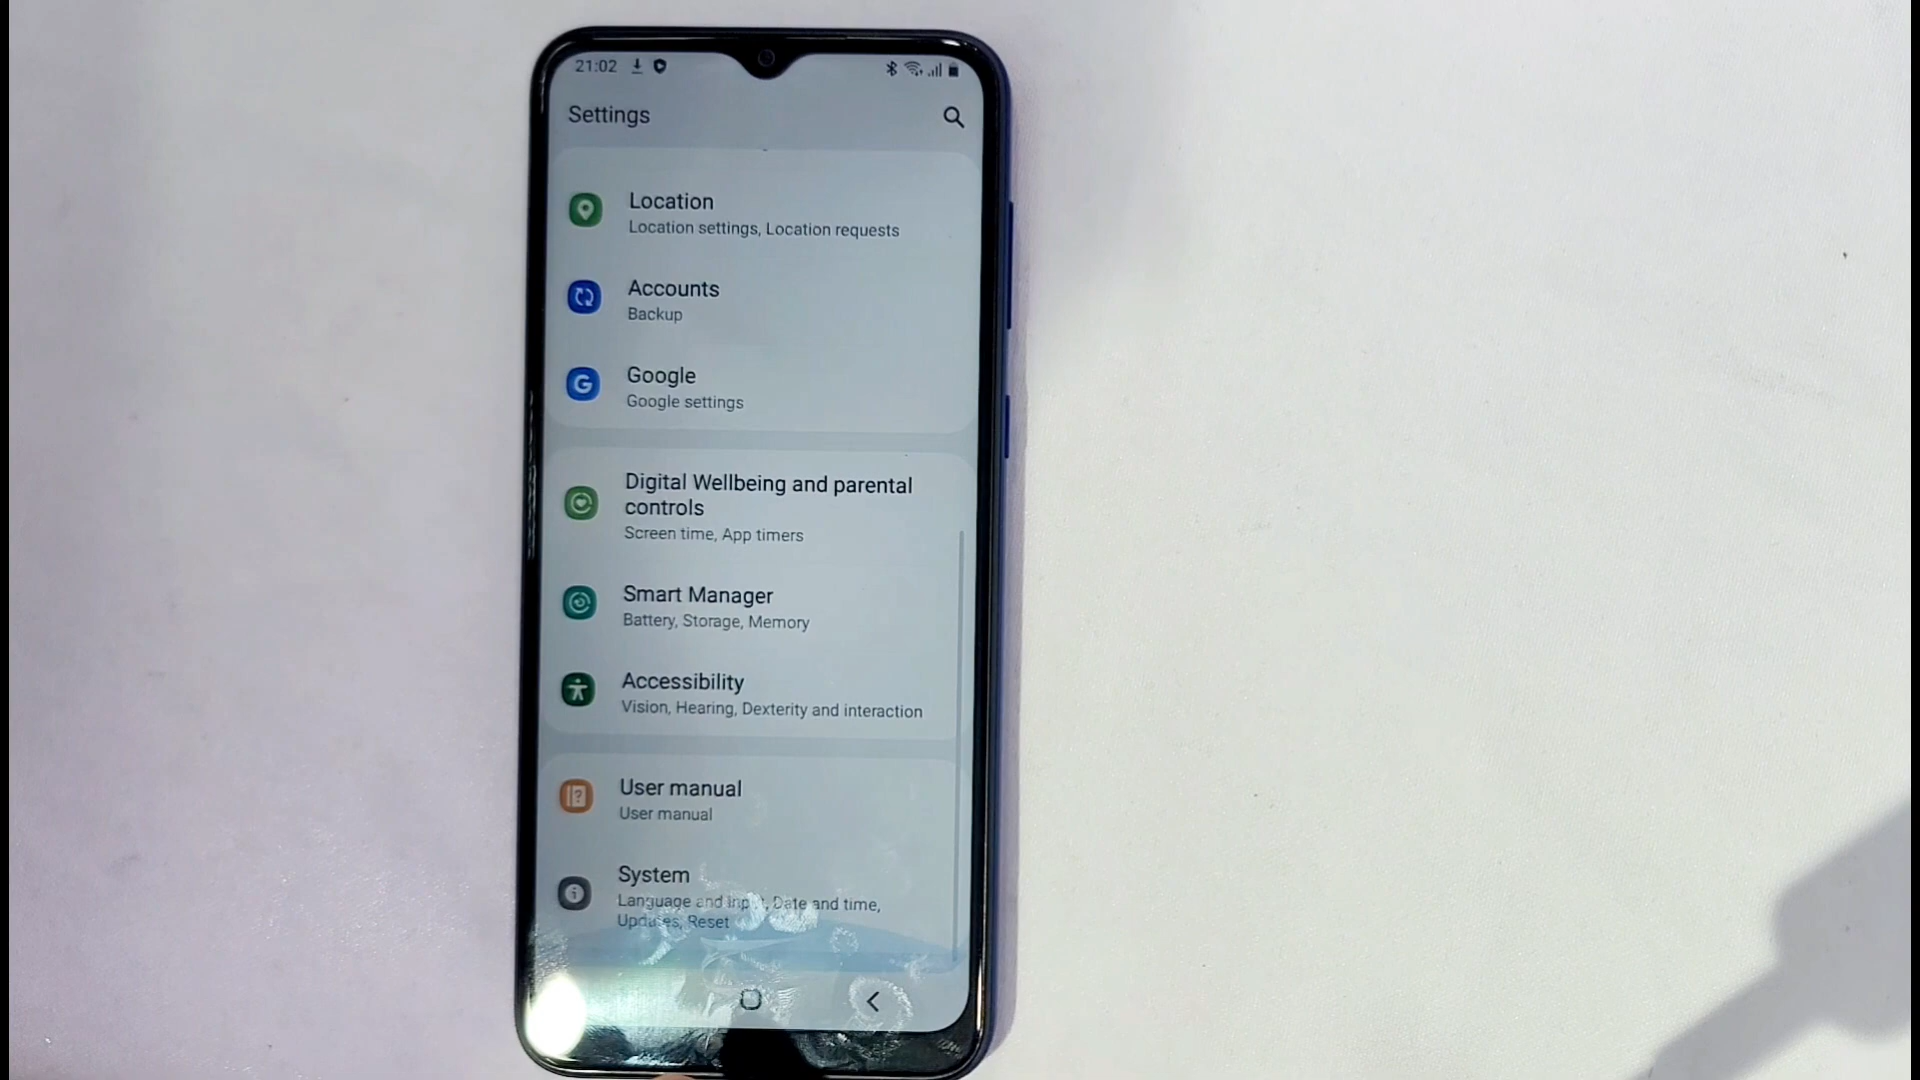 21:02
Settings
Location
Location settings, Location requests
Accounts
Backup
Google
Google settings
Digital Wellbeing and parental
controls
Screen time, App timers
Smart Manager
Battery, Storage, Memory
Accessibility
Vision, Hearing, Dexterity and interaction
User manual
User manual
System
Language and input, Date and time,
Updates, Reset